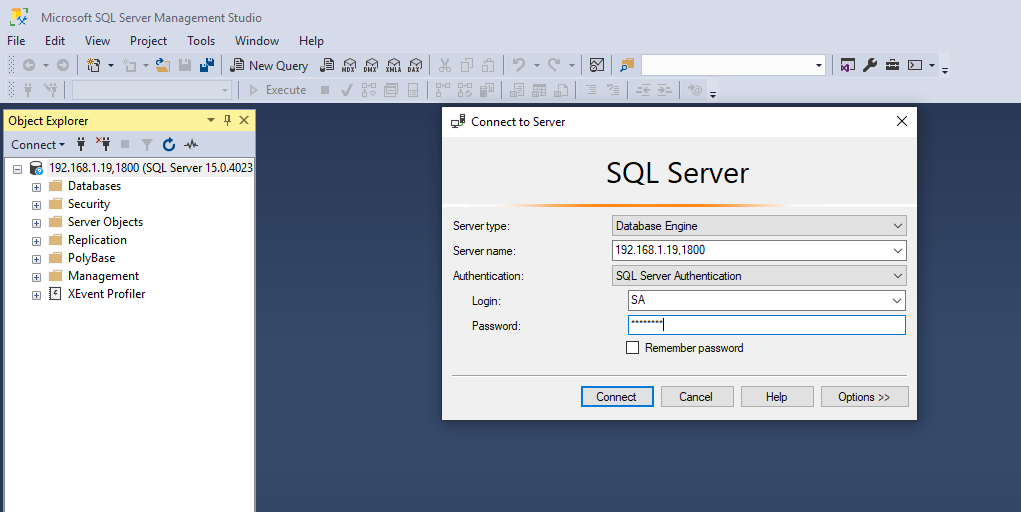 Microsoft SQL Server Management Studio
File Edit View Project Tools Window Help
New Query MDX DMX XMLA DAX
Execute
Object Explorer
Connect
192.168.1.19,1800 (SQL Server 15.0.4023
Databases
Security
Server Objects
Replication
PolyBase
Management
XEvent Profiler
Connect to Server
SQL Server
Server type: Database Engine
Server name: 192.168.1.19,1800
Authentication: SQL Server Authentication
Login: SA
Password: ********
Remember password
Connect Cancel Help Options >>